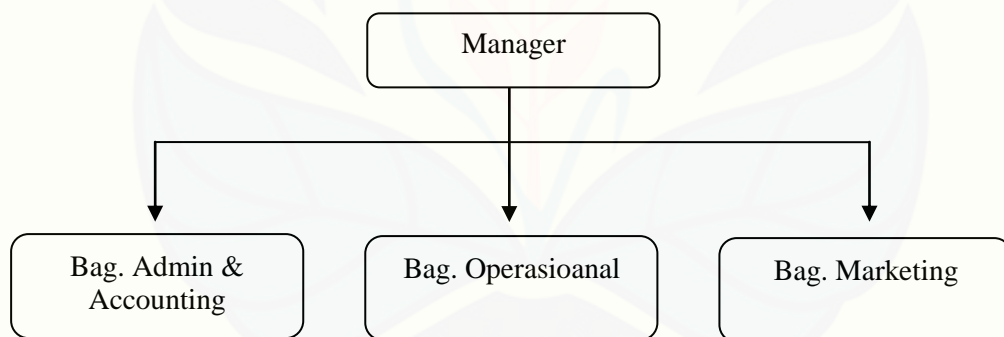 Manager
Bag. Admin &
Accounting
Bag. Operasioanal
Bag. Marketing